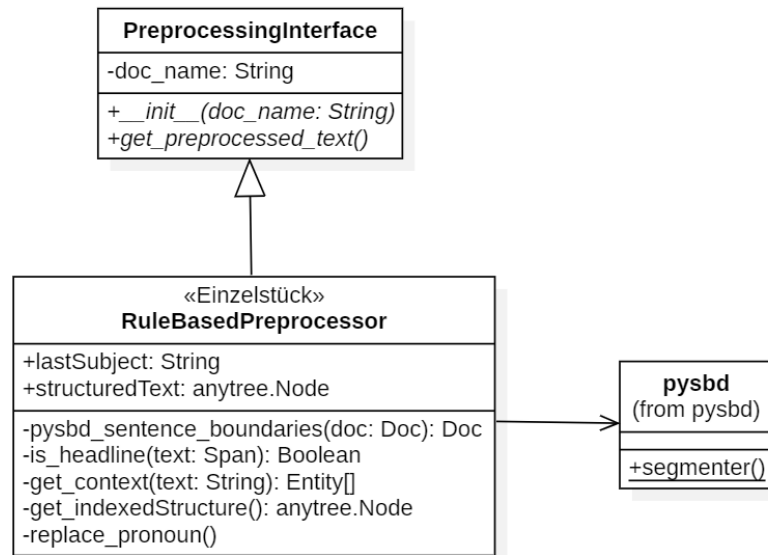 PreprocessingInterface
-doc_name: String
+__init__(doc_name: String)
+get_preprocessed_text()
«Einzelstück»
RuleBasedPreprocessor
+lastSubject: String
+structuredText: anytree.Node
-pysbd_sentence_boundaries(doc: Doc): Doc
-is_headline(text: Span): Boolean
-get_context(text: String): Entity[]
-get_indexedStructure(): anytree.Node
-replace_pronoun()
pysbd
(from pysbd)
+segmenter()